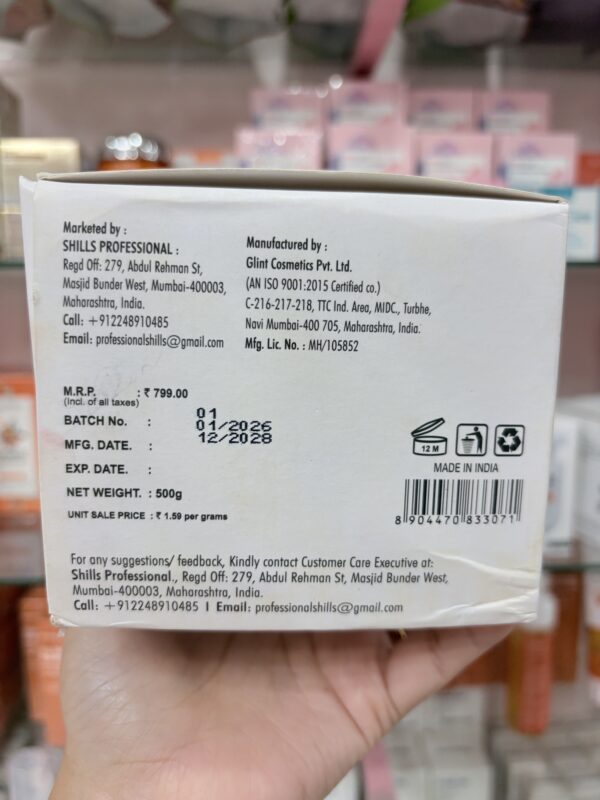 Marketed by :
SHILLS PROFESSIONAL :
Regd Off: 279, Abdul Rehman St,
Masjid Bunder West, Mumbai-400003,
Maharashtra, India.
Call: +912248910485
Email: professionalshills@gmail.com
Manufactured by :
Glint Cosmetics Pvt. Ltd.
(AN ISO 9001:2015 Certified co.)
C-216-217-218, TTC Ind. Area, MIDC., Turbhe,
Navi Mumbai-400 705, Maharashtra, India.
Mfg. Lic. No. : MH/105852
M.R.P. : ₹ 799.00
(Incl. of all taxes)
BATCH No. : 01
MFG. DATE. : 01/2026
EXP. DATE. : 12/2028
NET WEIGHT. : 500g
UNIT SALE PRICE : ₹ 1.59 per grams
12 M
MADE IN INDIA
8 904470 833071
For any suggestions/ feedback, Kindly contact Customer Care Executive at:
Shills Professional., Regd Off: 279, Abdul Rehman St, Masjid Bunder West,
Mumbai-400003, Maharashtra, India.
Call: +912248910485 I Email: professionalshills@gmail.com